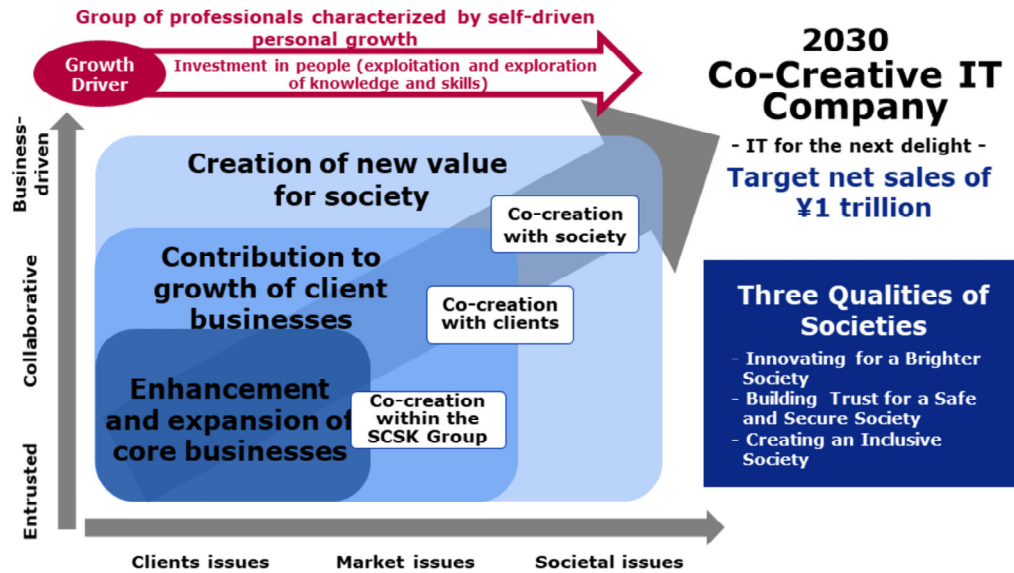 Group of professionals characterized by self-driven
personal growth
Growth
Driver
Investment in people (exploitation and exploration
of knowledge and skills)
2030
Co-Creative IT
Company
- IT for the next delight -
Target net sales of
¥1 trillion
Business-
driven
Collaborative
Entrusted
Creation of new value
for society
Co-creation
with society
Contribution to
growth of client
businesses
Co-creation
with clients
Enhancement
and expansion of
core businesses
Co-creation
within the
SCSK Group
Three Qualities of
Societies
- Innovating for a Brighter
Society
- Building Trust for a Safe
and Secure Society
- Creating an Inclusive
Society
Clients issues
Market issues
Societal issues